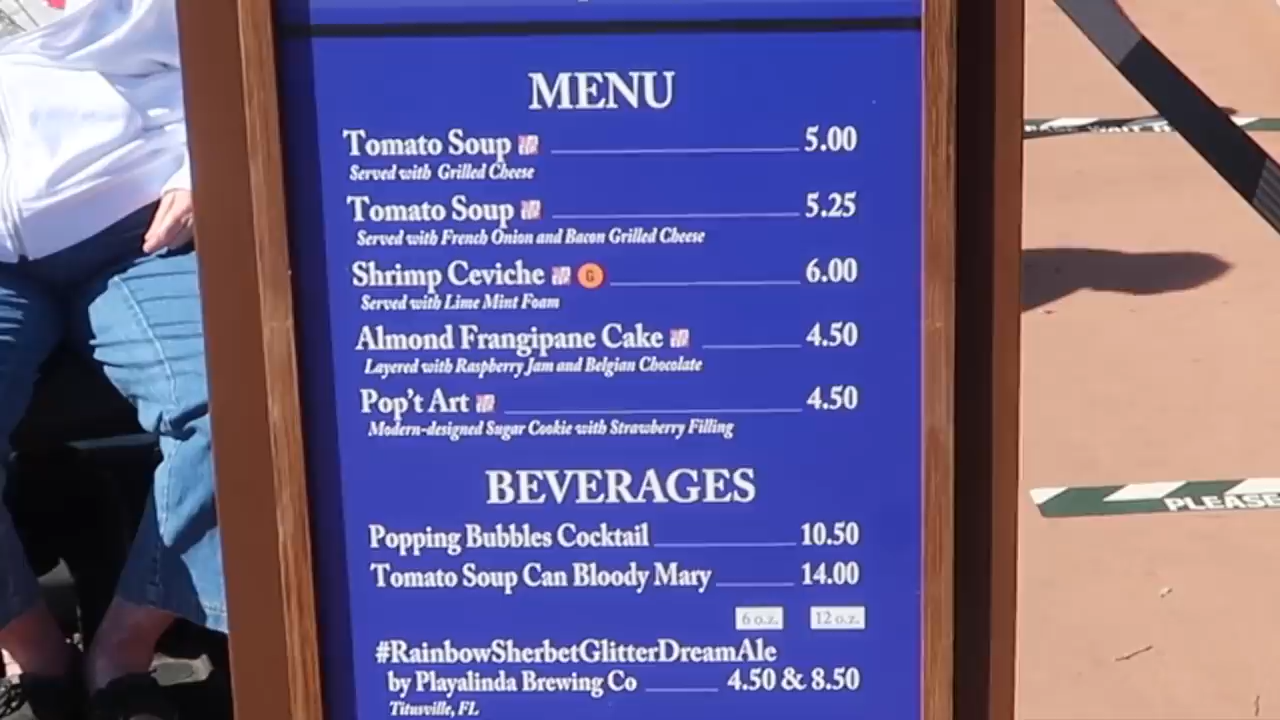 MENU
Tomato Soup 5.00
Served with Grilled Cheese
Tomato Soup 5.25
Served with French Onion and Bacon Grilled Cheese
Shrimp Ceviche G 6.00
Served with Lime Mint Foam
Almond Frangipane Cake 4.50
Layered with Raspberry Jam and Belgian Chocolate
Pop't Art 4.50
Modern-designed Sugar Cookie with Strawberry Filling
BEVERAGES
Popping Bubbles Cocktail 10.50
Tomato Soup Can Bloody Mary 14.00
6 o.z. 12 o.z.
#RainbowSherbetGlitterDreamAle
by Playalinda Brewing Co 4.50 & 8.50
Titusville, FL
WAIT
PLEASE